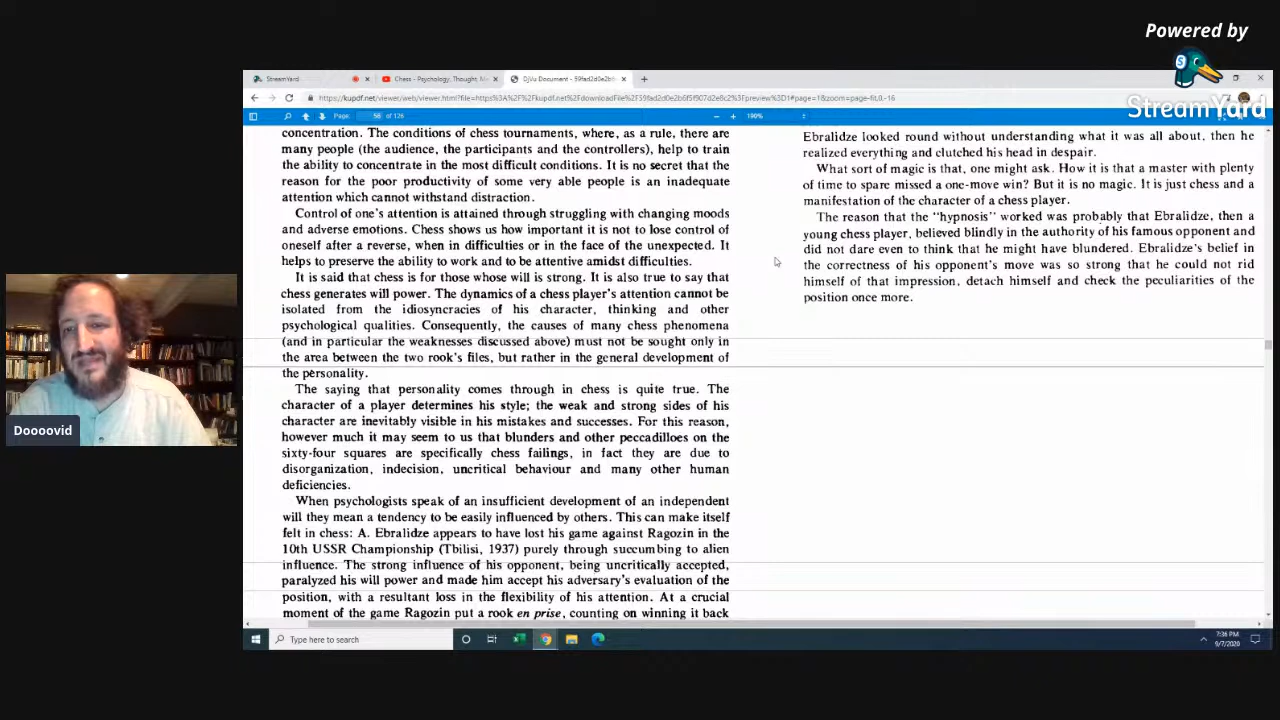 Powered by
StreamYard
StreamYard
Chess - Psychology, Thought,
DjVu Document - 59fad2d0e2b
Page:
56
of 126
190%
concentration. The conditions of chess tournaments, where, as a rule, there are
many people (the audience, the participants and the controllers), help to train
the ability to concentrate in the most difficult conditions. It is no secret that the
reason for the poor productivity of some very able people is an inadequate
attention which cannot withstand distraction.
Control of one's attention is attained through struggling with changing moods
and adverse emotions. Chess shows us how important it is not to lose control of
oneself after a reverse, when in difficulties or in the face of the unexpected. It
helps to preserve the ability to work and to be attentive amidst difficulties.
It is said that chess is for those whose will is strong. It is also true to say that
chess generates will power. The dynamics of a chess player's attention cannot be
isolated from the idiosyncracies of his character, thinking and other
psychological qualities. Consequently, the causes of many chess phenomena
(and in particular the weaknesses discussed above) must not be sought only in
the area between the two rook's files, but rather in the general development of
the personality.
The saying that personality comes through in chess is quite true. The
character of a player determines his style; the weak and strong sides of his
character are inevitably visible in his mistakes and successes. For this reason,
however much it may seem to us that blunders and other peccadilloes on the
sixty-four squares are specifically chess failings, in fact they are due to
disorganization, indecision, uncritical behaviour and many other human
deficiencies.
When psychologists speak of an insufficient development of an independent
will they mean a tendency to be easily influenced by others. This can make itself
felt in chess: A. Ebralidze appears to have lost his game against Ragozin in the
10th USSR Championship (Tbilisi, 1937) purely through succumbing to alien
influence. The strong influence of his opponent, being uncritically accepted,
paralyzed his will power and made him accept his adversary's evaluation of the
position, with a resultant loss in the flexibility of his attention. At a crucial
moment of the game Ragozin put a rook en prise, counting on winning it back
Ebralidze looked round without understanding what it was all about, then he
realized everything and clutched his head in despair.
What sort of magic is that, one might ask. How it is that a master with plenty
of time to spare missed a one-move win? But it is no magic. It is just chess and a
manifestation of the character of a chess player.
The reason that the "hypnosis" worked was probably that Ebralidze, then a
young chess player, believed blindly in the authority of his famous opponent and
did not dare even to think that he might have blundered. Ebralidze's belief in
the correctness of his opponent's move was so strong that he could not rid
himself of that impression, detach himself and check the peculiarities of the
position once more.
Doooovid
Type here to search
7:36 PM
9/7/2020